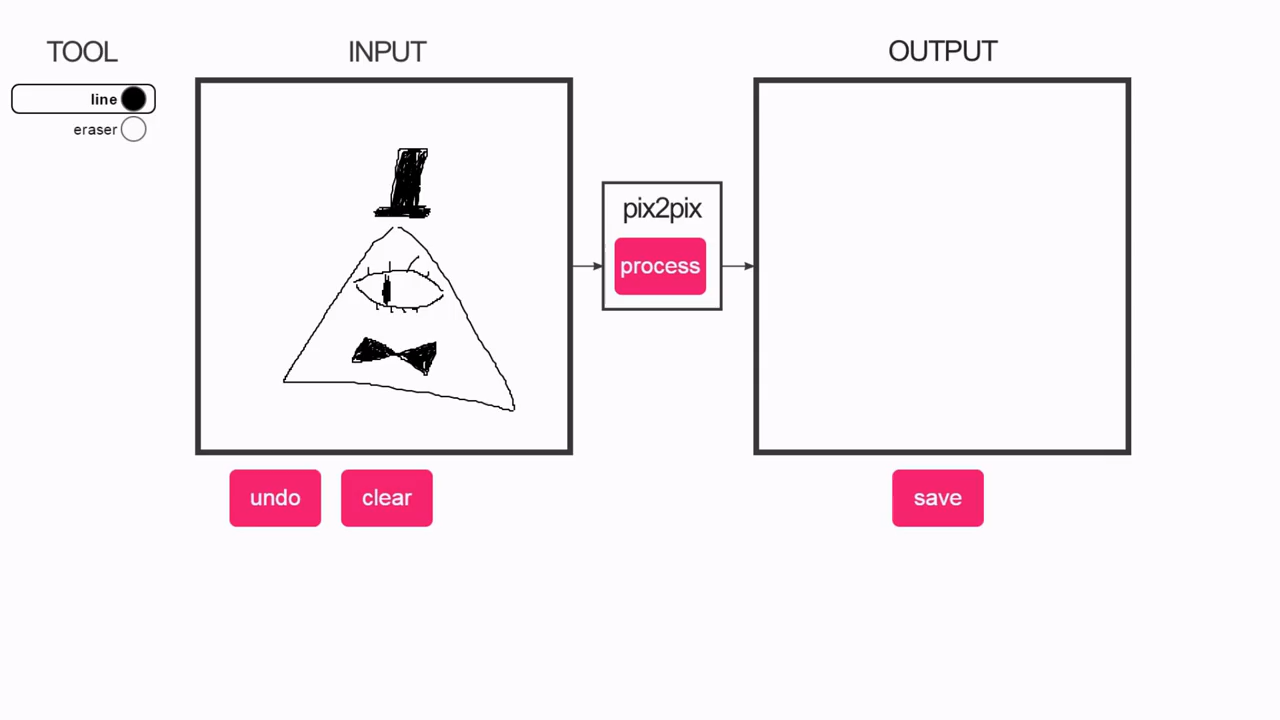 TOOL
INPUT
OUTPUT
line
eraser
pix2pix
process
undo
clear
save